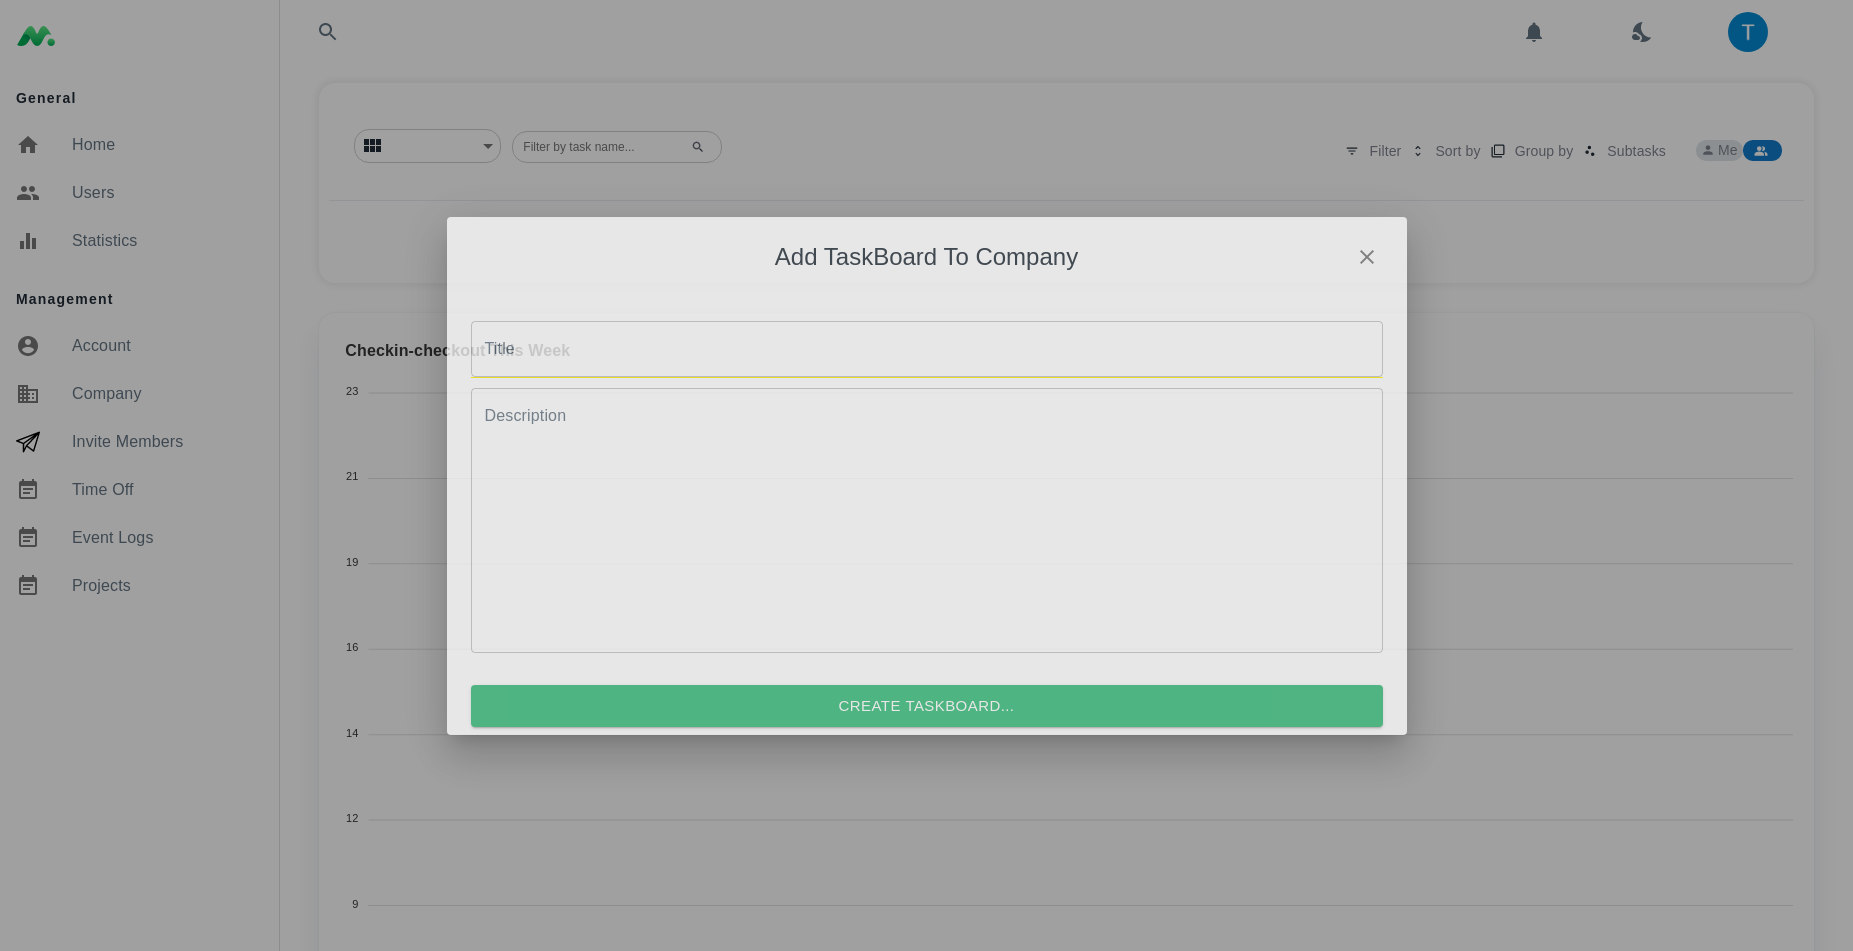 General
Home
Users
Statistics
Management
Account
Company
Invite Members
Time Off
Event Logs
Projects
T
Filter by task name...
Filter
Sort by
Group by
Subtasks
Me
Add TaskBoard To Company
Title
Description
CREATE TASKBOARD...
Checkin-checkout This Week
23
21
19
16
14
12
9